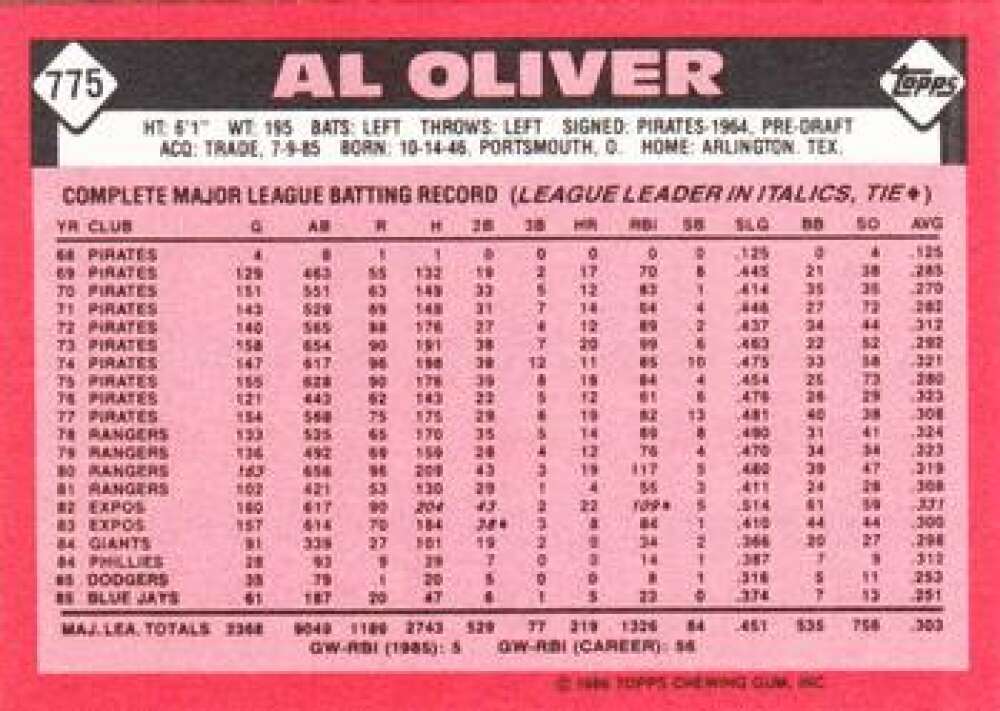 775
AL OLIVER
TOPPS
HT: 6'1" WT: 195 BATS: LEFT THROWS: LEFT SIGNED: PIRATES-1964, PRE-DRAFT
ACQ: TRADE, 7-9-85 BORN: 10-14-46, PORTSMOUTH, O. HOME: ARLINGTON, TEX.
COMPLETE MAJOR LEAGUE BATTING RECORD (LEAGUE LEADER IN ITALICS, TIE♦)
YR CLUB G AB R H 2B 3B HR RBI SB SLG BB SO AVG
68 PIRATES 4 8 1 1 0 0 0 0 0 .125 0 4 .125
69 PIRATES 129 463 55 132 19 2 17 70 8 .445 21 38 .285
70 PIRATES 151 551 63 149 33 5 12 83 1 .414 35 35 .270
71 PIRATES 143 529 69 149 31 7 14 64 4 .446 27 72 .282
72 PIRATES 140 565 88 176 27 4 12 89 2 .437 34 44 .312
73 PIRATES 158 654 90 191 38 7 20 99 6 .463 22 52 .292
74 PIRATES 147 617 96 198 38 12 11 85 10 .475 33 58 .321
75 PIRATES 155 628 90 176 39 8 18 84 4 .454 25 73 .280
76 PIRATES 121 443 62 143 22 5 12 61 6 .476 26 29 .323
77 PIRATES 154 568 75 175 29 6 19 82 13 .481 40 38 .308
78 RANGERS 133 525 65 170 35 5 14 89 8 .490 31 41 .324
79 RANGERS 136 492 69 159 28 4 12 76 4 .470 34 34 .323
80 RANGERS 163 656 96 209 43 3 19 117 5 .480 39 47 .319
81 RANGERS 102 421 53 130 29 1 4 55 3 .411 24 28 .309
82 EXPOS 160 617 90 204 43 2 22 109♦ 5 .514 61 59 .331
83 EXPOS 157 614 70 184 38♦ 3 8 84 1 .410 44 44 .300
84 GIANTS 91 339 27 101 19 2 0 34 2 .366 20 27 .298
84 PHILLIES 28 93 9 29 7 0 0 14 1 .387 7 9 .312
85 DODGERS 35 79 1 20 5 0 0 8 1 .316 5 11 .253
85 BLUE JAYS 61 187 20 47 6 1 5 23 0 .374 7 13 .251
MAJ. LEA. TOTALS 2368 9049 1189 2743 529 77 219 1326 84 .451 535 756 .303
GW-RBI (1985): 5 GW-RBI (CAREER): 56
© 1986 TOPPS CHEWING GUM, INC